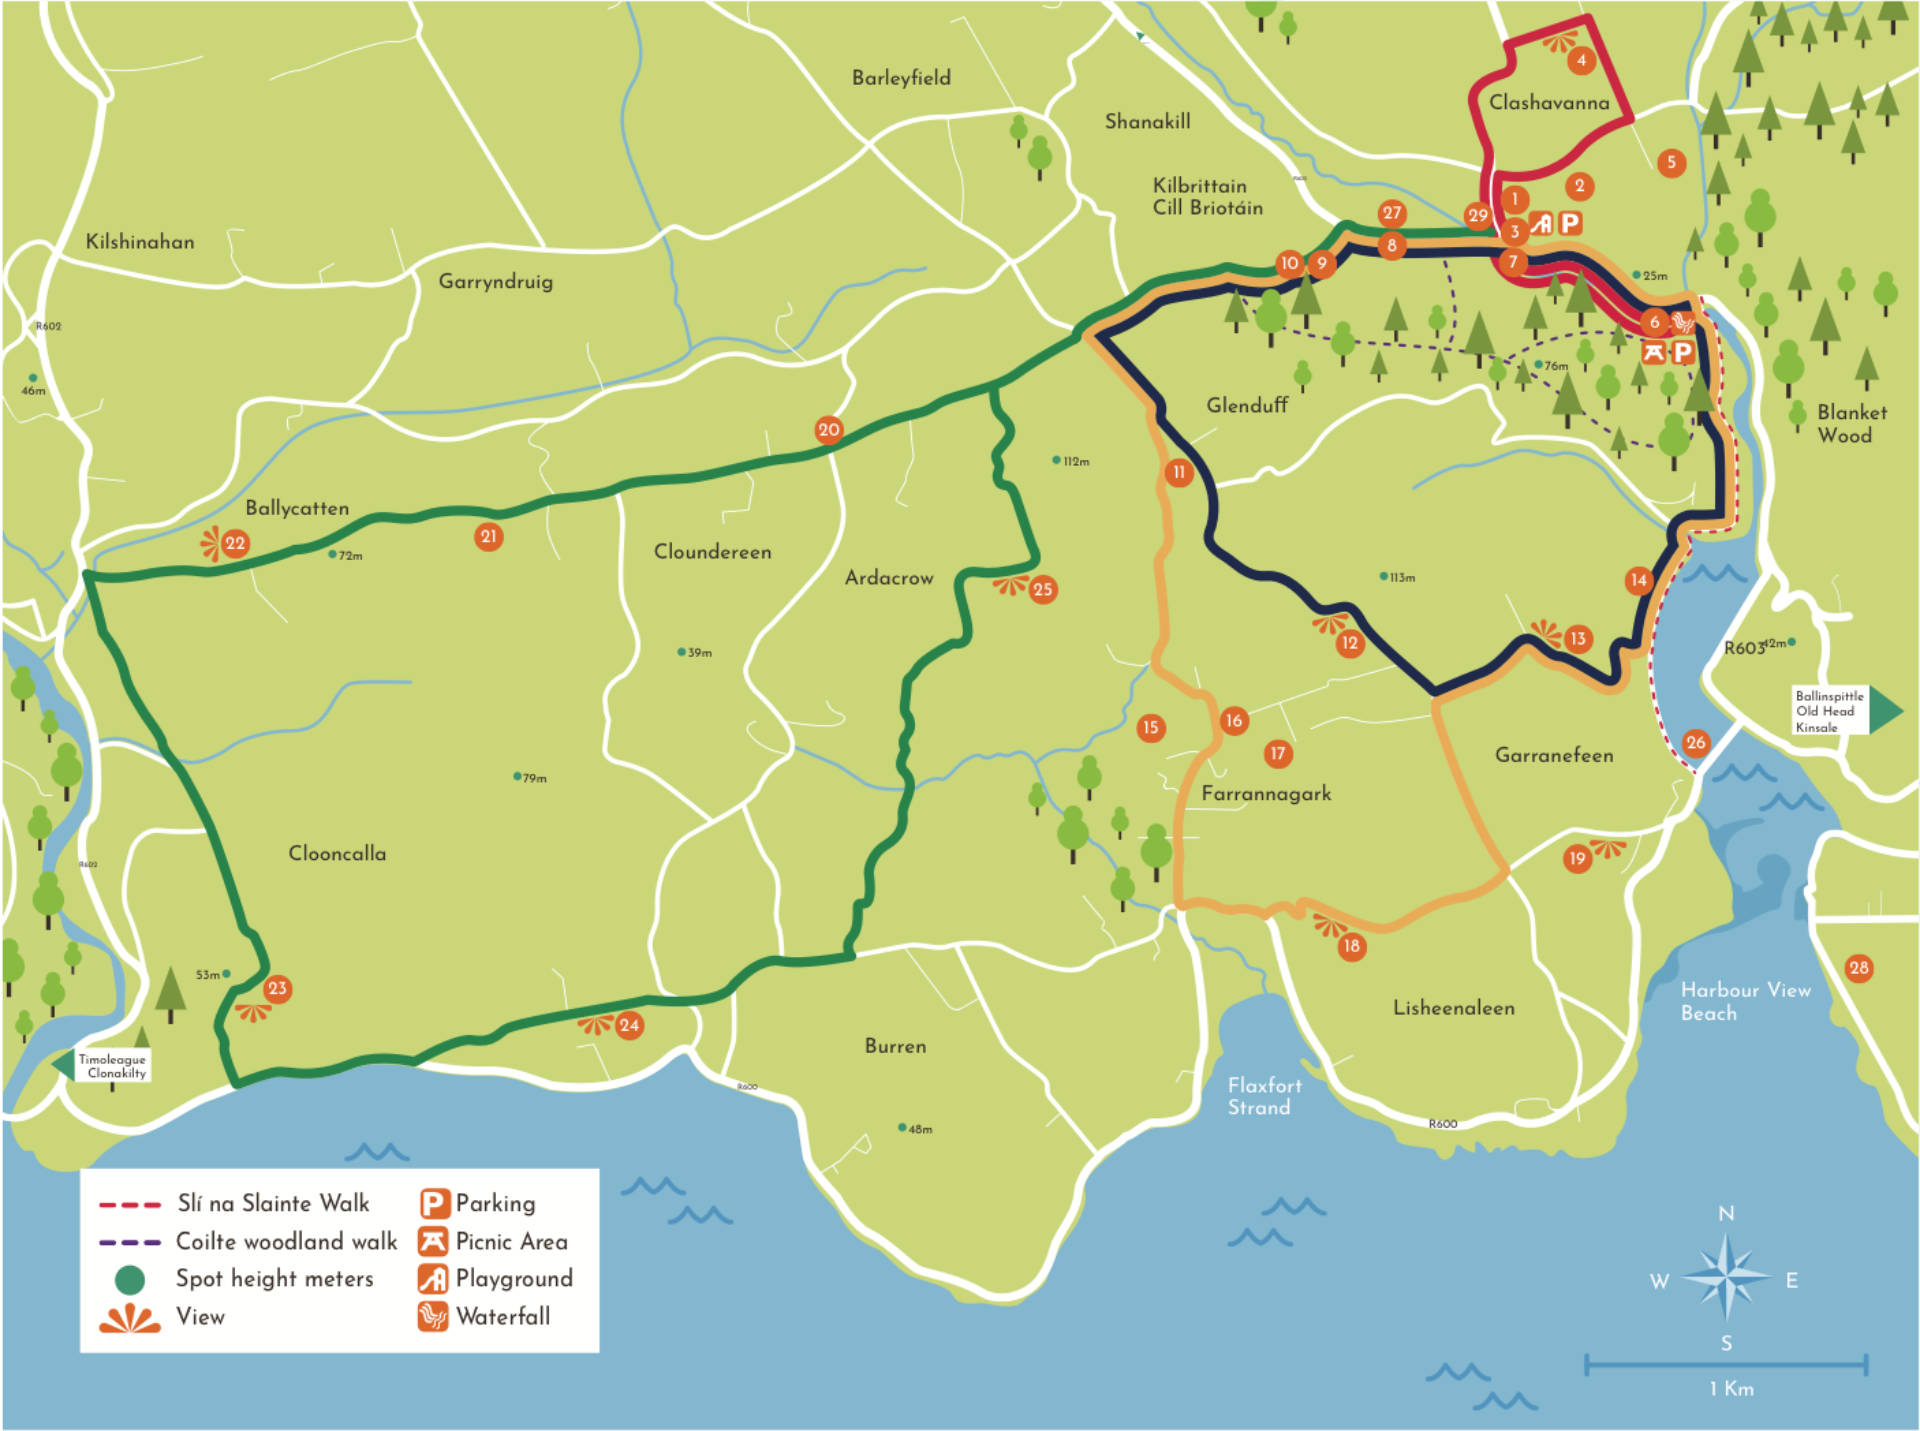 Barleyfield
4
Clashavanna
Shanakill
5
Kilbrittain
Cill Briotáin
2
1
27
29
P
3
8
Kilshinahan
Garryndruig
10
9
7
25m
R602
6
P
46m
76m
Glenduff
Blanket
Wood
20
112m
11
Ballycatten
22
21
72m
Cloundereen
Ardacrow
25
113m
14
12
13
39m
R603
42m
Ballinspittle
Old Head
Kinsale
15
16
17
26
Garranefeen
79m
Farrannagark
Clooncalla
R602
19
18
53m
23
28
24
Lisheenaleen
Harbour View
Beach
Burren
Timoleague
Clonakilty
R600
Flaxfort
Strand
48m
R600
Slí na Slainte Walk
P Parking
Coilte woodland walk
Picnic Area
Spot height meters
Playground
View
Waterfall
N
W
E
S
1 Km